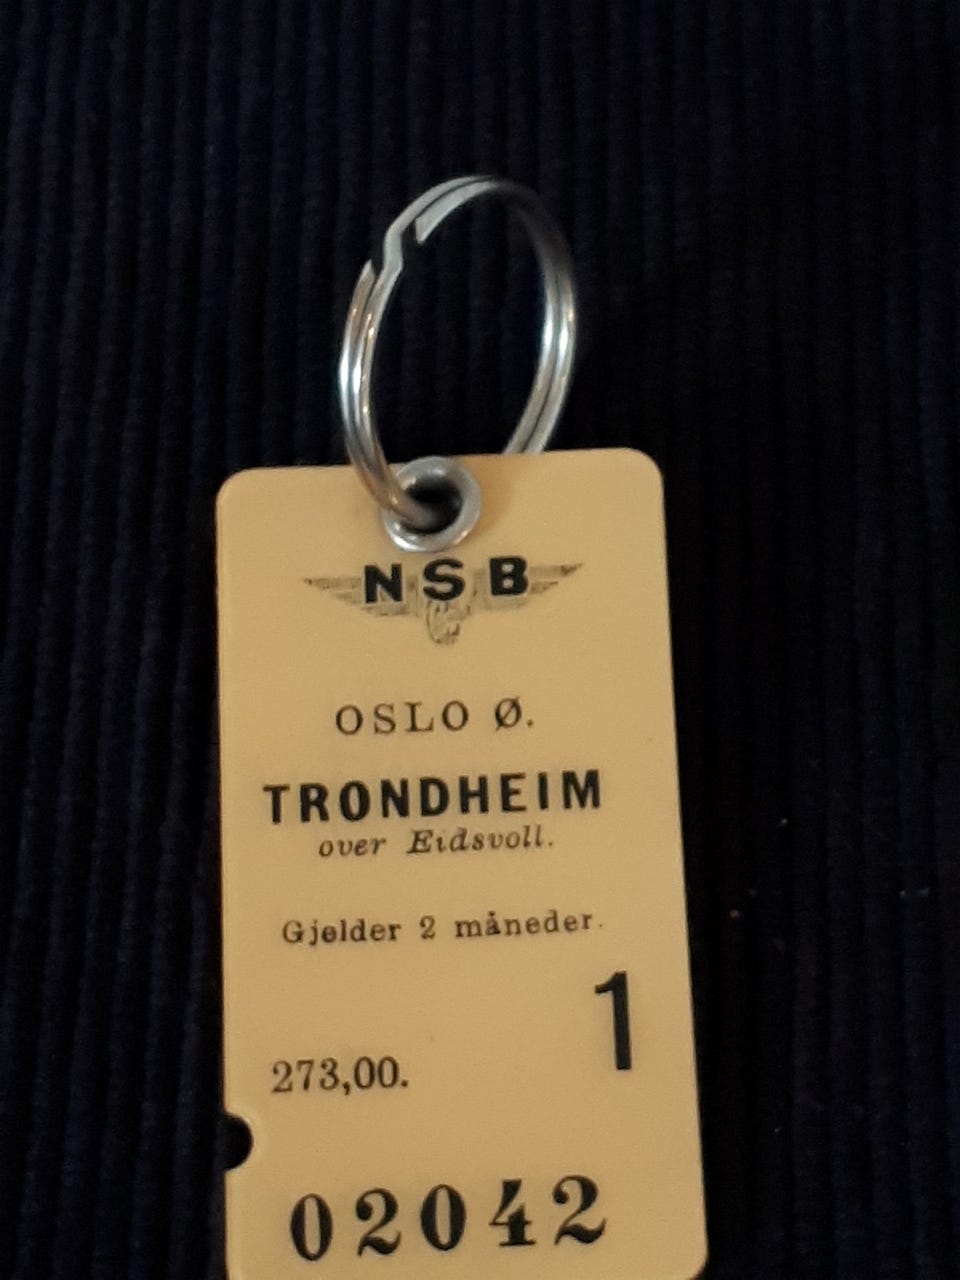 NSB
OSLO Ø.
TRONDHEIM
over Eidsvoll.
Gjelder 2 måneder.
1
273,00.
02042